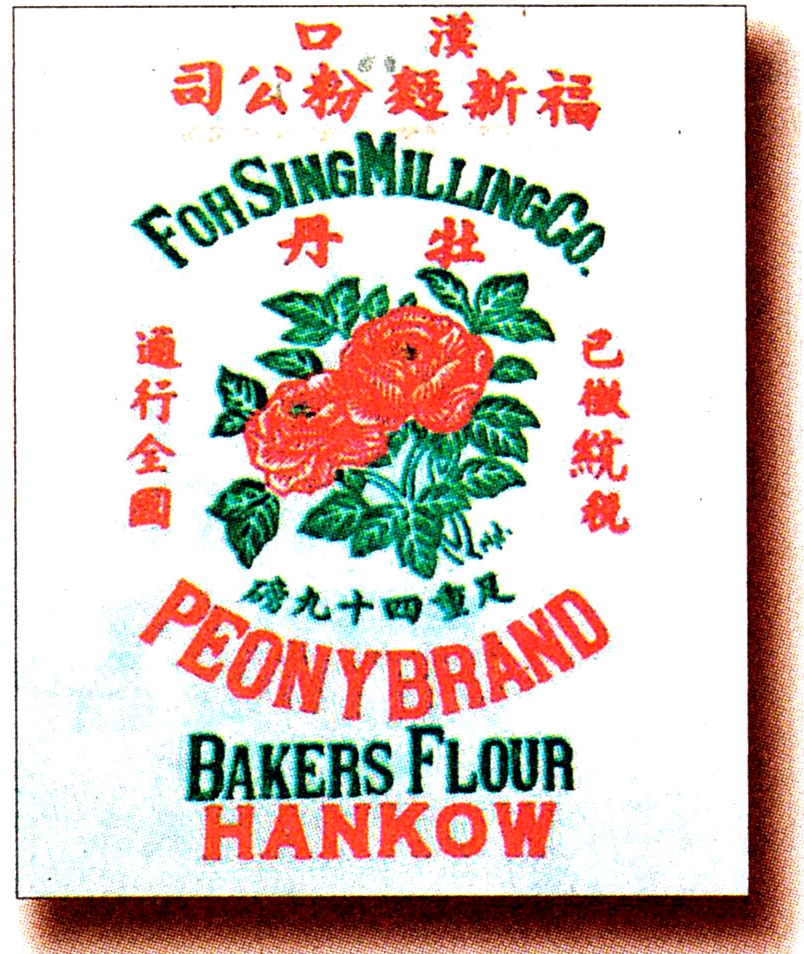 漢口
福新麵粉公司
FOH SING MILLING CO.
牡丹
已徵統稅
通行全國
足重四十九磅
PEONY BRAND
BAKERS FLOUR
HANKOW